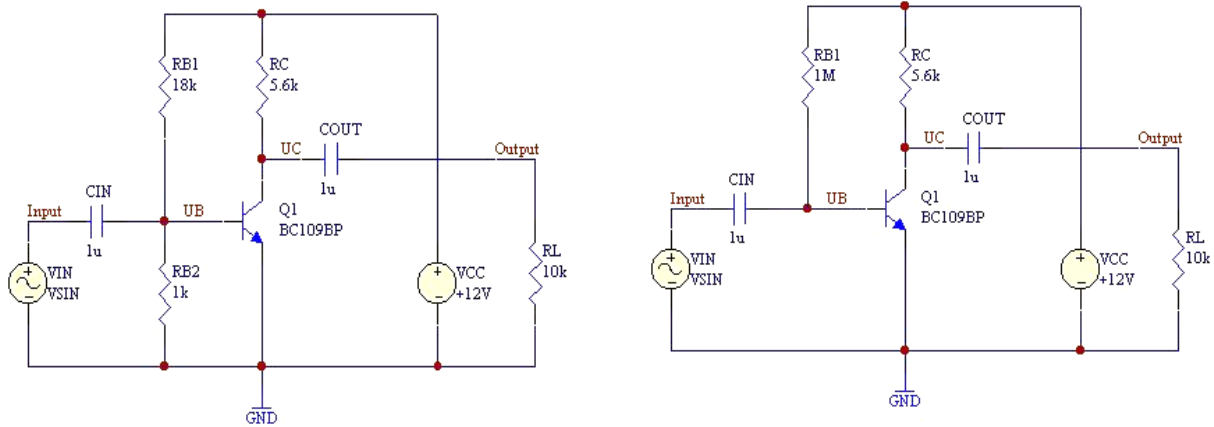 RB1
18k
RC
5.6k
COUT
UC
Output
1u
CIN
Input
UB
Q1
BC109BP
1u
VIN
VSIN
RB2
1k
VCC
+12V
RL
10k
GND
RB1
1M
RC
5.6k
COUT
UC
Output
1u
CIN
Input
UB
Q1
BC109BP
1u
VIN
VSIN
VCC
+12V
RL
10k
GND